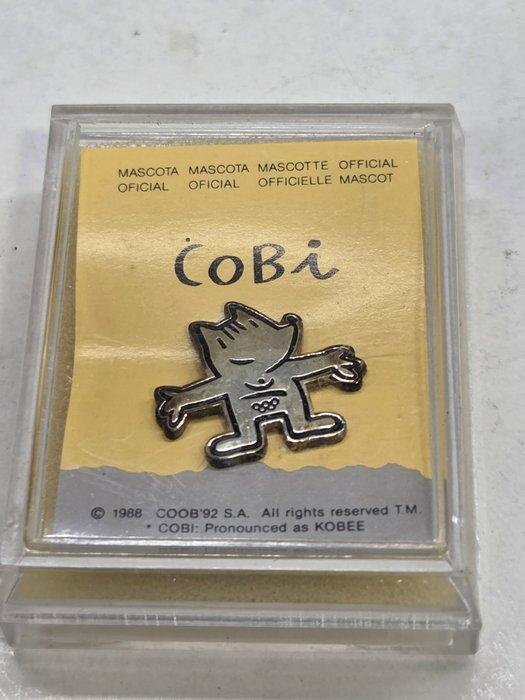 MASCOTA MASCOTA MASCOTTE OFFICIAL
OFICIAL OFICIAL OFFICIELLE MASCOT
CoBi
© 1988 COOB'92 S.A. All rights reserved T.M.
* COBI: Pronounced as KOBEE